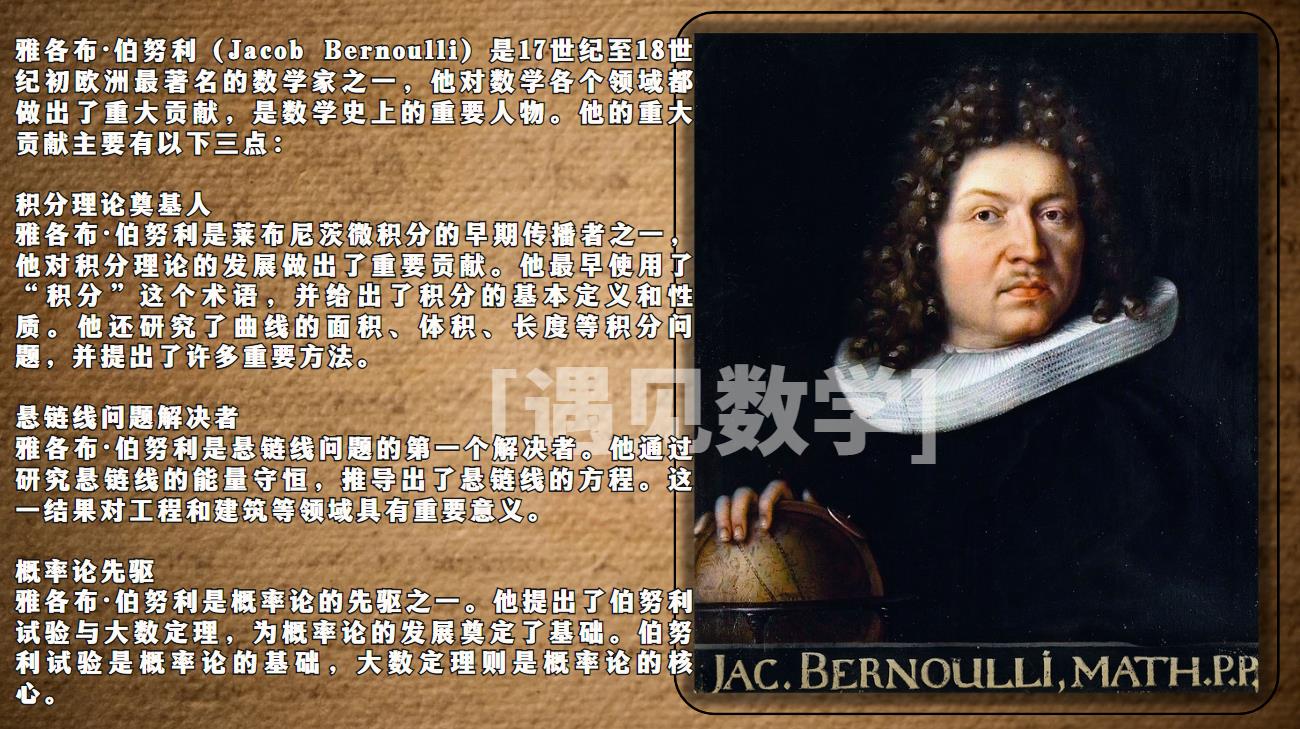 雅各布·伯努利（Jacob Bernoulli）是17世纪至18世
纪初欧洲最著名的数学家之一，他对数学各个领域都
做出了重大贡献，是数学史上的重要人物。他的重大
贡献主要有以下三点：
积分理论奠基人
雅各布·伯努利是莱布尼茨微积分的早期传播者之一，
他对积分理论的发展做出了重要贡献。他最早使用了
“积分”这个术语，并给出了积分的基本定义和性
质。他还研究了曲线的面积、体积、长度等积分问
题，并提出了许多重要方法。
悬链线问题解决者
雅各布·伯努利是悬链线问题的第一个解决者。他通过
研究悬链线的能量守恒，推导出了悬链线的方程。这
一结果对工程和建筑等领域具有重要意义。
概率论先驱
雅各布·伯努利是概率论的先驱之一。他提出了伯努利
试验与大数定理，为概率论的发展奠定了基础。伯努
利试验是概率论的基础，大数定理则是概率论的核
心。
[遇见数学]
JAC. BERNOULLI, MATH.P.P.